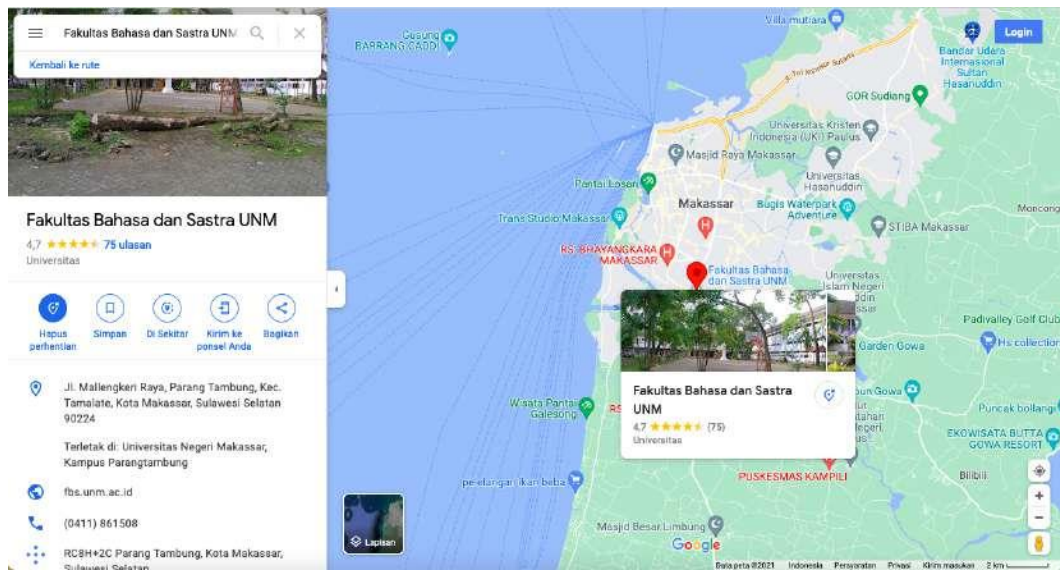 Fakultas Bahasa dan Sastra UNM
Kembali ke rute
Fakultas Bahasa dan Sastra UNM
4,7 75 ulasan
Universitas
Hapus perhentian
Simpan
Di Sekitar
Kirim ke ponsel Anda
Bagikan
Jl. Mallengkeri Raya, Parang Tambung, Kec.
Tamalate, Kota Makassar, Sulawesi Selatan
90224
Terletak di: Universitas Negeri Makassar,
Kampus Parangtambung
fbs.unm.ac.id
(0411) 861508
RC8H+2C Parang Tambung, Kota Makassar,
Sulawesi Selatan
Gusung
BARRANG CADDI
Villa mutiara
Login
Bandar Udara
Internasional
Sultan
Hasanuddin
GOR Sudiang
Universitas Kristen
Indonesia (UKI) Paulus
Masjid Raya Makassar
Universitas
Hasanuddin
Pantai Losari
Makassar
Bugis Waterpark
Adventure
Moncong
Trans Studio Makassar
STIBA Makassar
RS. BHAYANGKARA
MAKASSAR
Fakultas Bahasa
dan Sastra UNM
Universitas
Islam Negeri
Padivalley Golf Club
Hs collection
Garden Gowa
Fakultas Bahasa dan Sastra
UNM
4,7 (75)
Universitas
Wisata Pantai
Galesong
Gowa
Puncak bollangi
EKOWISATA BUTTA
GOWA RESORT
PUSKESMAS KAMPILI
Bilibili
pelelangan ikan beba
Masjid Besar Limbung
Lapisan
Google
Data peta ©2021 Indonesia Persyaratan Privasi Kirim masukan 2 km